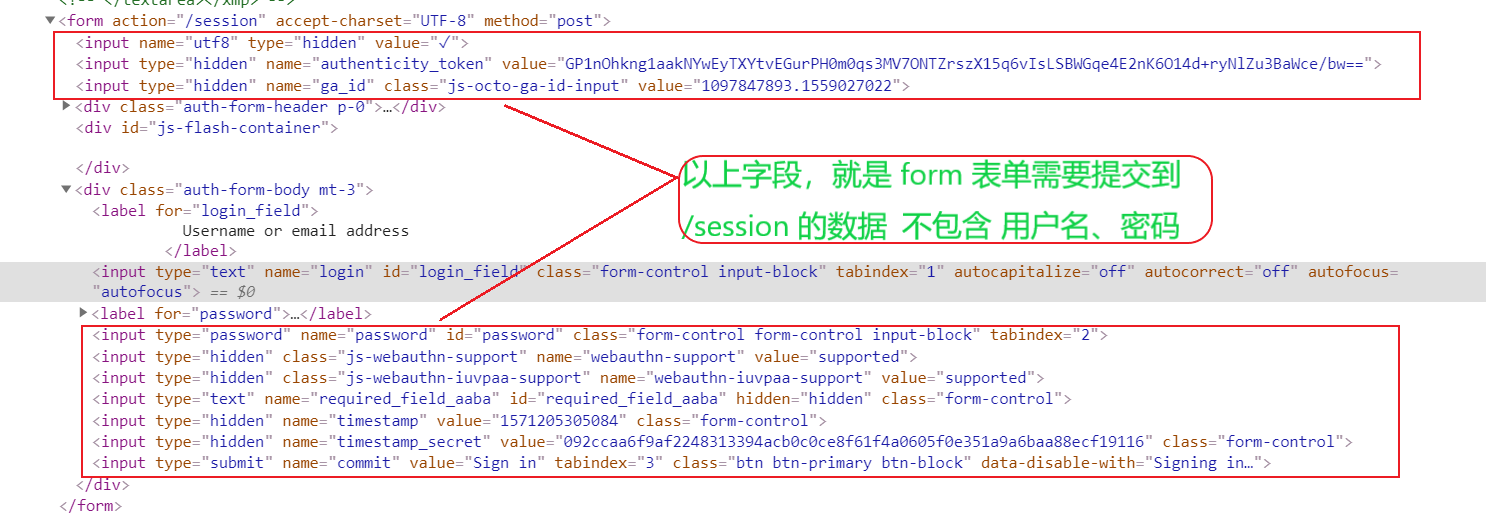 <!-- </textarea></xmp> -->
▼<form action="/session" accept-charset="UTF-8" method="post">
<input name="utf8" type="hidden" value="✓">
<input type="hidden" name="authenticity_token" value="GP1nOhkng1aakNYwEyTXYtvEGurPH0m0qs3MV7ONTZrszX15q6vIsLSBWGqe4E2nK6O14d+ryNlZu3BaWce/bw==">
<input type="hidden" name="ga_id" class="js-octo-ga-id-input" value="1097847893.1559027022">
▶<div class="auth-form-header p-0">…</div>
<div id="js-flash-container">
</div>
以上字段，就是 form 表单需要提交到
/session 的数据 不包含 用户名、密码
▼<div class="auth-form-body mt-3">
<label for="login_field">
Username or email address
</label>
<input type="text" name="login" id="login_field" class="form-control input-block" tabindex="1" autocapitalize="off" autocorrect="off" autofocus=
"autofocus"> == $0
▶<label for="password">…</label>
<input type="password" name="password" id="password" class="form-control form-control input-block" tabindex="2">
<input type="hidden" class="js-webauthn-support" name="webauthn-support" value="supported">
<input type="hidden" class="js-webauthn-iuvpaa-support" name="webauthn-iuvpaa-support" value="supported">
<input type="text" name="required_field_aaba" id="required_field_aaba" hidden="hidden" class="form-control">
<input type="hidden" name="timestamp" value="1571205305084" class="form-control">
<input type="hidden" name="timestamp_secret" value="092ccaa6f9af2248313394acb0c0ce8f61f4a0605f0e351a9a6baa88ecf19116" class="form-control">
<input type="submit" name="commit" value="Sign in" tabindex="3" class="btn btn-primary btn-block" data-disable-with="Signing in…">
</div>
</form>